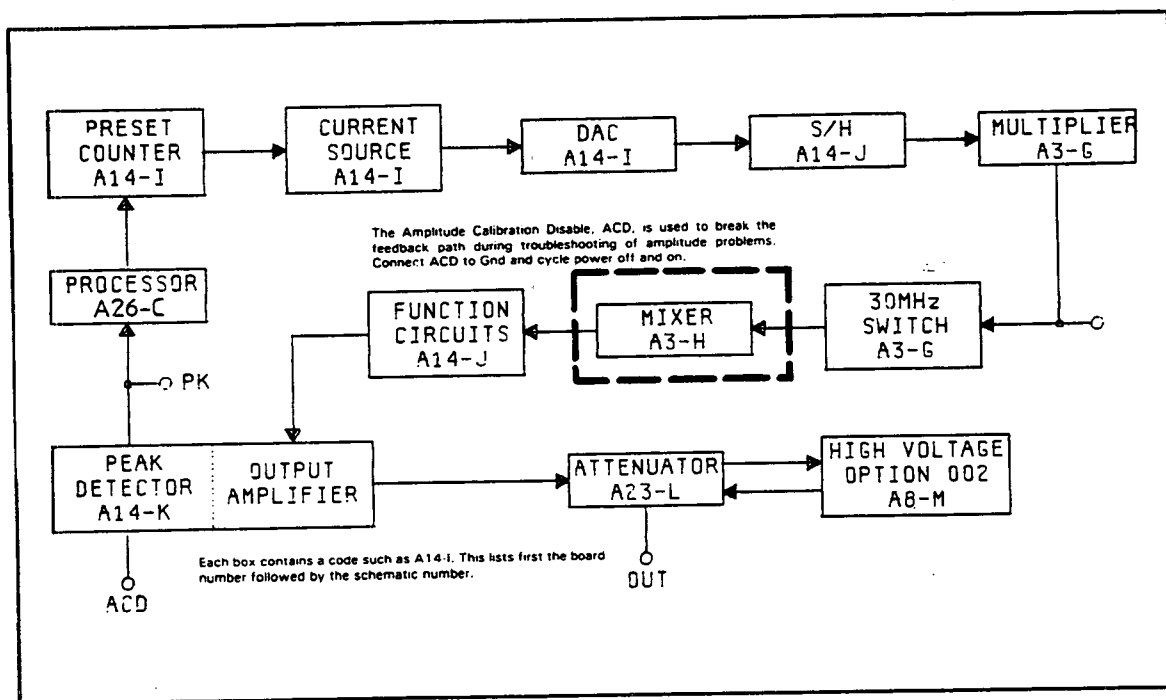 PRESET
COUNTER
A14-I
CURRENT
SOURCE
A14-I
DAC
A14-I
S/H
A14-J
MULTIPLIER
A3-G
The Amplitude Calibration Disable, ACD, is used to break the
feedback path during troubleshooting of amplitude problems.
Connect ACD to Gnd and cycle power off and on.
PROCESSOR
A26-C
FUNCTION
CIRCUITS
A14-J
MIXER
A3-H
30MHz
SWITCH
A3-G
PK
PEAK
DETECTOR
A14-K
OUTPUT
AMPLIFIER
ATTENUATOR
A23-L
HIGH VOLTAGE
OPTION 002
A8-M
Each box contains a code such as A14-I. This lists first the board
number followed by the schematic number.
ACD
OUT